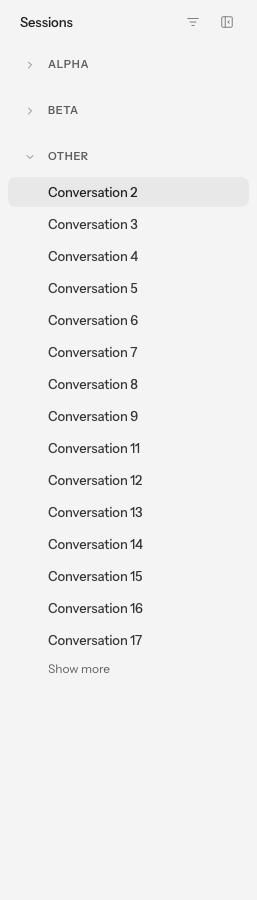 Sessions
ALPHA
BETA
OTHER
Conversation 2
Conversation 3
Conversation 4
Conversation 5
Conversation 6
Conversation 7
Conversation 8
Conversation 9
Conversation 11
Conversation 12
Conversation 13
Conversation 14
Conversation 15
Conversation 16
Conversation 17
Show more